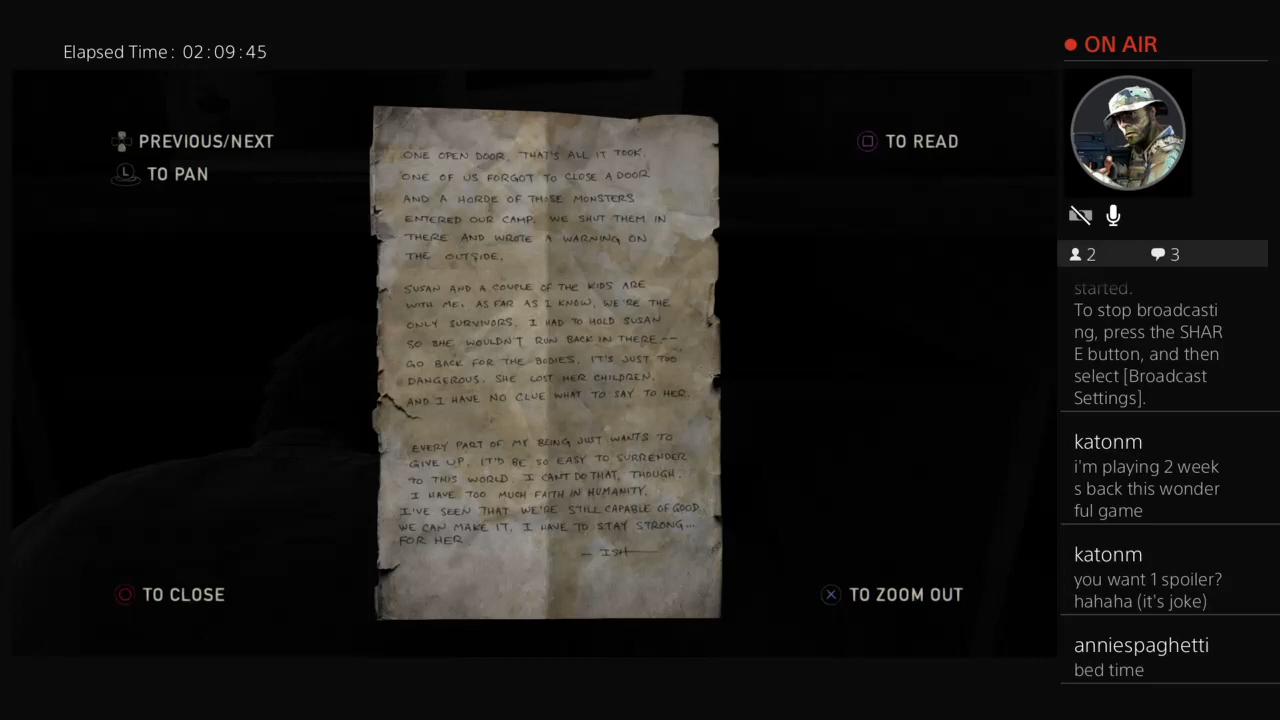 Elapsed Time: 02:09:45
ON AIR
PREVIOUS/NEXT
L TO PAN
TO READ
ONE OPEN DOOR. THAT'S ALL IT TOOK.
ONE OF US FORGOT TO CLOSE A DOOR
AND A HORDE OF THOSE MONSTERS
ENTERED OUR CAMP. WE SHUT THEM IN
THERE AND WROTE A WARNING ON
THE OUTSIDE.
SUSAN AND A COUPLE OF THE KIDS ARE
WITH ME. AS FAR AS I KNOW, WE'RE THE
ONLY SURVIVORS. I HAD TO HOLD SUSAN
SO SHE WOULDN'T RUN BACK IN THERE--
GO BACK FOR THE BODIES. IT'S JUST TOO
DANGEROUS. SHE LOST HER CHILDREN.
AND I HAVE NO CLUE WHAT TO SAY TO HER.
EVERY PART OF MY BEING JUST WANTS TO
GIVE UP. IT'D BE SO EASY TO SURRENDER
TO THIS WORLD. I CAN'T DO THAT, THOUGH.
I HAVE TOO MUCH FAITH IN HUMANITY.
I'VE SEEN THAT WE'RE STILL CAPABLE OF GOOD.
WE CAN MAKE IT. I HAVE TO STAY STRONG...
FOR HER.
- ISH
TO CLOSE
TO ZOOM OUT
2 3
started.
To stop broadcasti
ng, press the SHAR
E button, and then
select [Broadcast
Settings].
katonm
i'm playing 2 week
s back this wonder
ful game
katonm
you want 1 spoiler?
hahaha (it's joke)
anniespaghetti
bed time